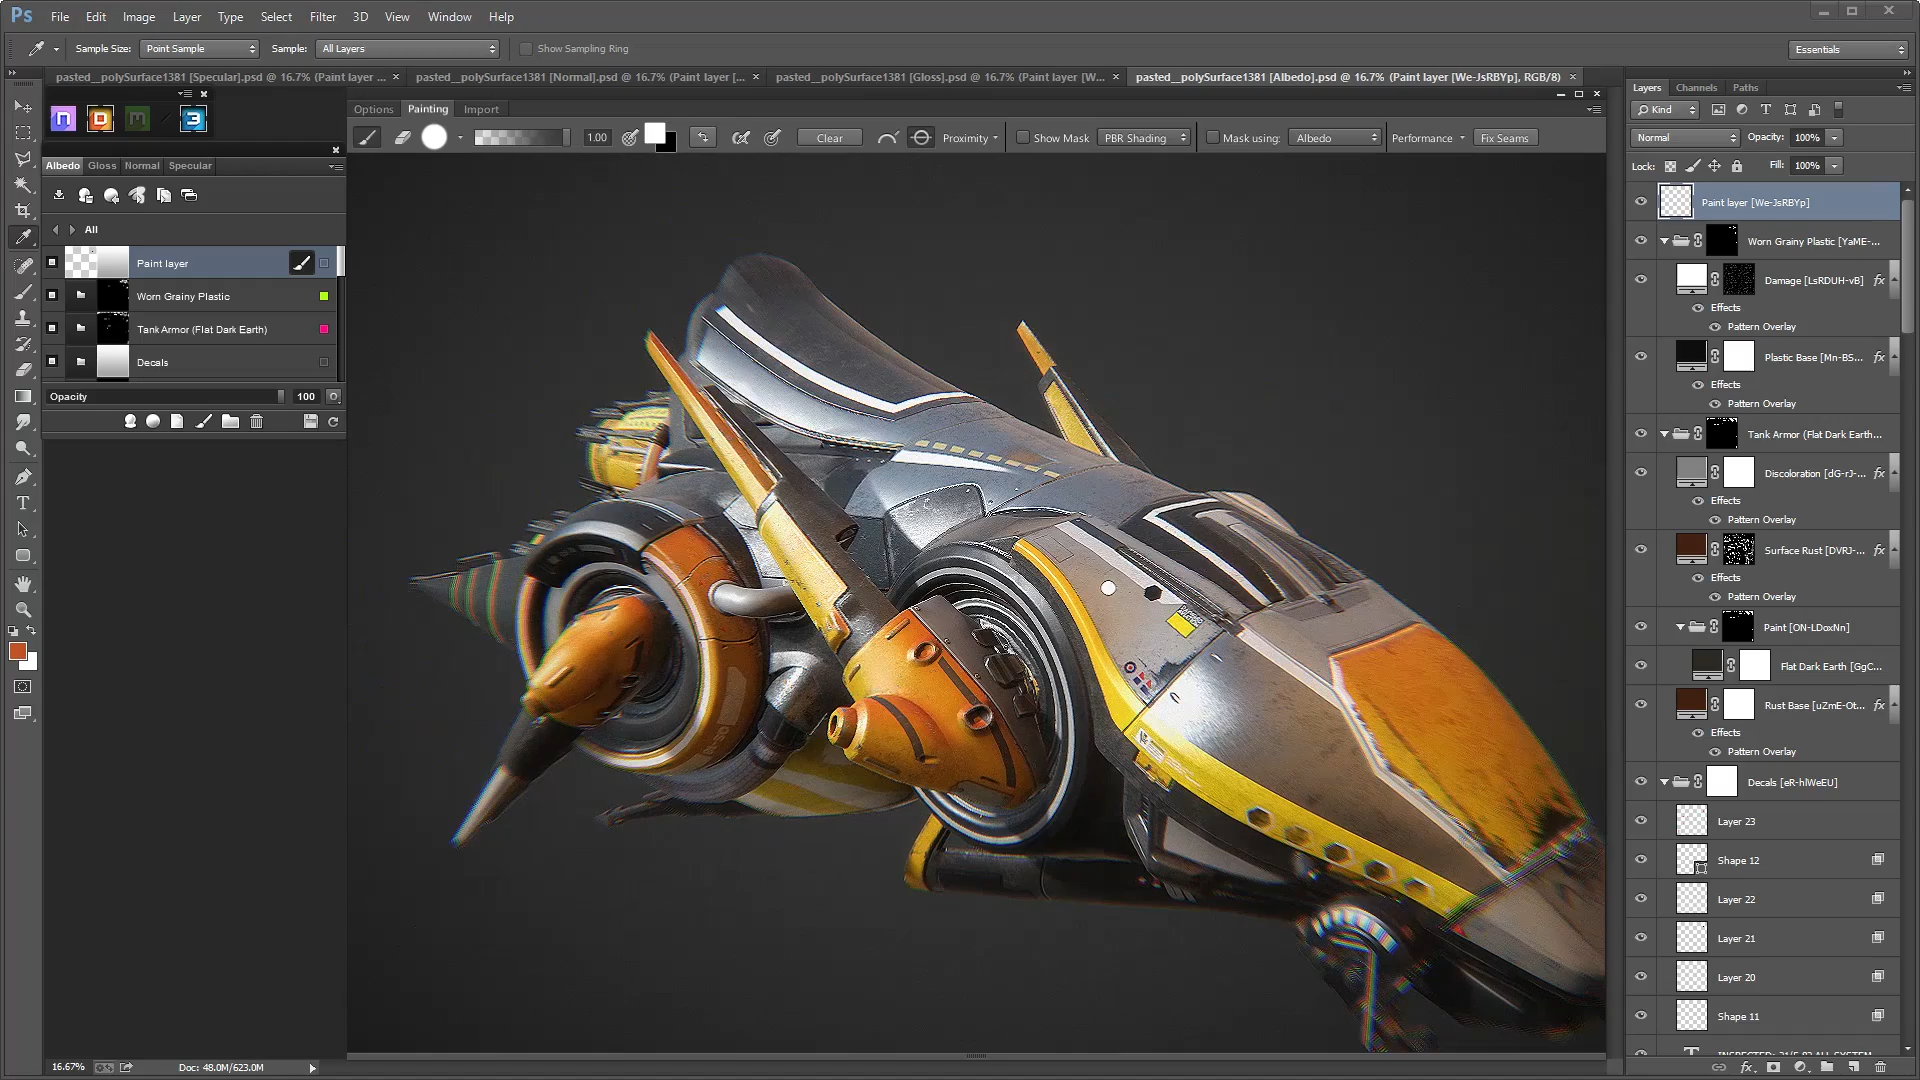 Ps File Edit Image Layer Type Select Filter 3D View Window Help
Sample Size: Point Sample Sample: All Layers Show Sampling Ring Essentials
pasted__polySurface1381 [Specular].psd @ 16.7% (Paint layer ... × pasted__polySurface1381 [Normal].psd @ 16.7% (Paint layer [... × pasted__polySurface1381 [Gloss].psd @ 16.7% (Paint layer [W... × pasted__polySurface1381 [Albedo].psd @ 16.7% (Paint layer [We-JsRBYp], RGB/8) ×
Layers Channels Paths
Options Painting Import
Kind
1.00 Clear Proximity Show Mask PBR Shading Mask using: Albedo Performance Fix Seams
Normal Opacity: 100%
Albedo Gloss Normal Specular
Lock: Fill: 100%
All
Paint layer
Worn Grainy Plastic
Tank Armor (Flat Dark Earth)
Decals
Opacity 100
Paint layer [We-JsRBYp]
Worn Grainy Plastic [YaME-...
Damage [LsRDUH-vB] fx
Effects
Pattern Overlay
Plastic Base [Mn-BS... fx
Effects
Pattern Overlay
Tank Armor (Flat Dark Earth...
Discoloration [dG-rJ-... fx
Effects
Pattern Overlay
Surface Rust [DVRJ-... fx
Effects
Pattern Overlay
Paint [ON-LDoxNn]
Flat Dark Earth [GgC...
Rust Base [uZmE-Ot... fx
Effects
Pattern Overlay
Decals [eR-hlWeEU]
Layer 23
Shape 12
Layer 22
Layer 21
Layer 20
Shape 11
16.67% Doc: 48.0M/623.0M